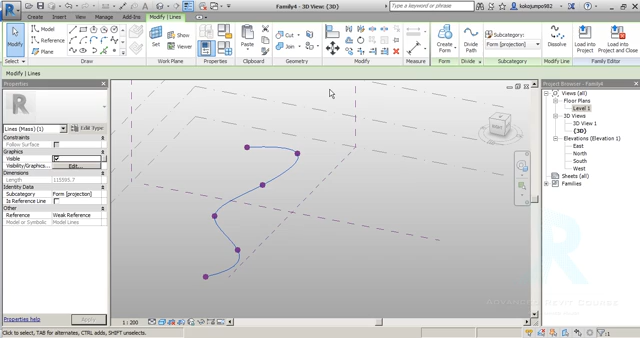 Family4 - 3D View: {3D}
Type a keyword or phrase
kokojumpo982
Create Insert View Manage Add-Ins Modify | Lines
Modify
Model
Reference
Plane
Set
Show
Viewer
Paste
Cut
Join
Create Form
Divide Path
Subcategory:
Form [projection]
Dissolve
Load into Project
Load into Project and Close
Select
Draw
Work Plane
Properties
Clipboard
Geometry
Modify
Measure
Form
Divide
Subcategory
Modify Line
Family Editor
Modify | Lines
Properties
Lines (Mass) (1)
Edit Type
Constraints
Follow Surface
Graphics
Visible
Visibility/Graphics...
Edit...
Dimensions
Length 115595.7
Identity Data
Subcategory Form [projection]
Is Reference Line
Other
Reference Weak Reference
Model or Symbolic Model Lines
Properties help
Apply
Project Browser - Family4
Views (all)
Floor Plans
Level 1
3D Views
3D View 1
{3D}
Elevations (Elevation 1)
East
North
South
West
Sheets (all)
Families
Advanced Revit Course
1 : 200
Click to select, TAB for alternates, CTRL adds, SHIFT unselects.
:1